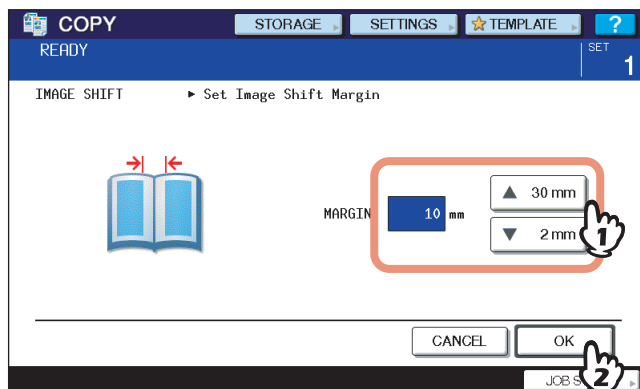 COPY STORAGE SETTINGS TEMPLATE ?
READY SET
1
IMAGE SHIFT ► Set Image Shift Margin
▲ 30 mm
MARGIN 10 mm
▼ 2 mm 1
CANCEL OK
JOB S 2